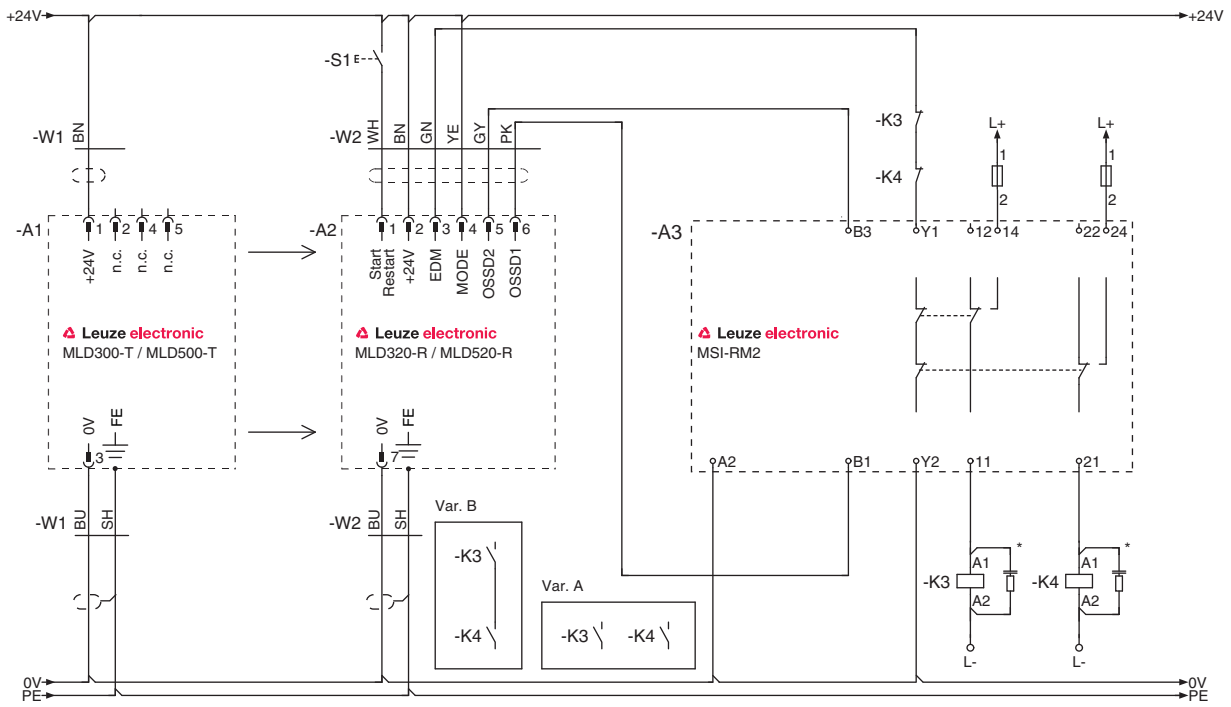 +24V +24V
-S1
-W1 BN
-W2 WH BN GN YE GY PK
-K3
-K4
L+ L+
1 1
2 2
-A1 1 2 4 5
+24V n.c. n.c. n.c.
Leuze electronic
MLD300-T / MLD500-T
0V FE
3
-A2 1 2 3 4 5 6
Start
Restart
+24V
EDM
MODE
OSSD2
OSSD1
Leuze electronic
MLD320-R / MLD520-R
0V FE
7
-A3 B3 Y1 12 14 22 24
Leuze electronic
MSI-RM2
A2 B1 Y2 11 21
-W1 BU SH
-W2 BU SH
Var. B
-K3
-K4
Var. A
-K3 -K4
* *
-K3 A1 -K4 A1
A2 A2
L- L-
0V 0V
PE PE